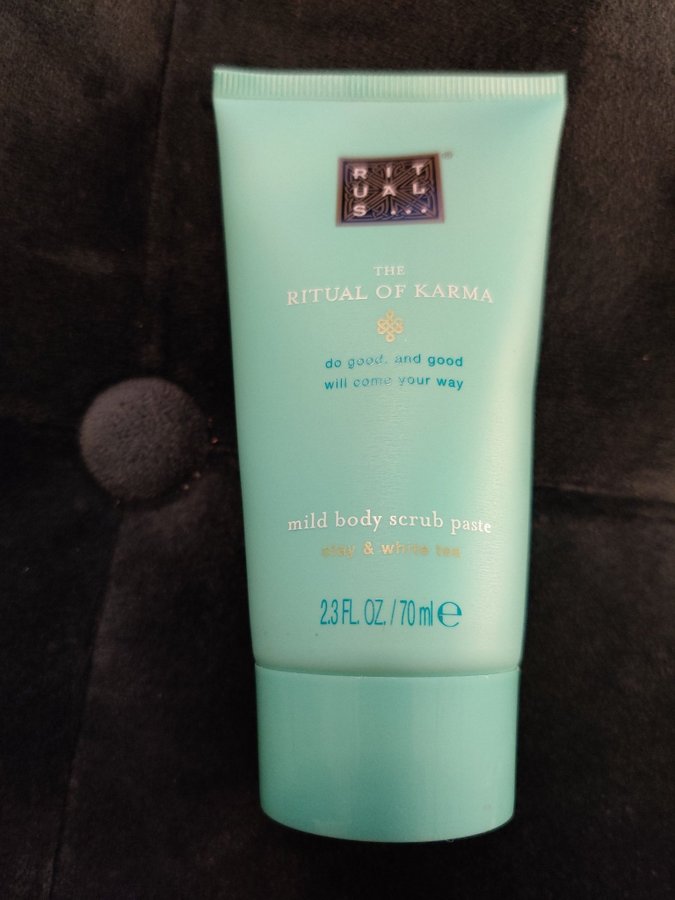 RIT
UAL
S...
THE
RITUAL OF KARMA
do good, and good
will come your way
mild body scrub paste
clay & white tea
2.3 FL. OZ. / 70 ml ℮